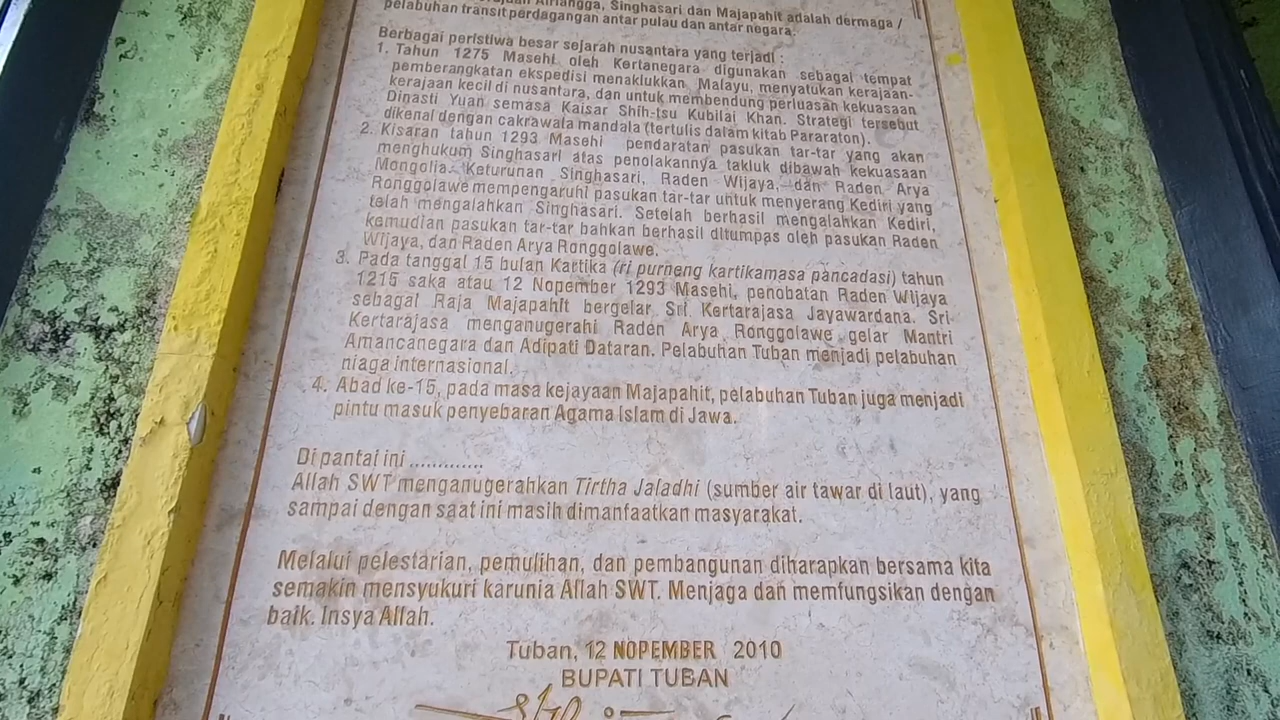 Airlangga, Singhasari dan Majapahit adalah dermaga /
pelabuhan transit perdagangan antar pulau dan antar negara.
Berbagai peristiwa besar sejarah nusantara yang terjadi :
1. Tahun 1275 Masehi oleh Kertanegara digunakan sebagai tempat
pemberangkatan ekspedisi menaklukkan Malayu, menyatukan kerajaan-
kerajaan kecil di nusantara, dan untuk membendung perluasan kekuasaan
Dinasti Yuan semasa Kaisar Shih-tsu Kubilai Khan. Strategi tersebut
dikenal dengan cakrawala mandala (tertulis dalam kitab Pararaton).
2. Kisaran tahun 1293 Masehi pendaratan pasukan tar-tar yang akan
menghukum Singhasari atas penolakannya takluk dibawah kekuasaan
Mongolia. Keturunan Singhasari, Raden Wijaya, dan Raden Arya
Ronggolawe mempengaruhi pasukan tar-tar untuk menyerang Kediri yang
telah mengalahkan Singhasari. Setelah berhasil mengalahkan Kediri,
kemudian pasukan tar-tar bahkan berhasil ditumpas oleh pasukan Raden
Wijaya, dan Raden Arya Ronggolawe.
3. Pada tanggal 15 bulan Kartika (ri purneng kartikamasa pancadasi) tahun
1215 saka atau 12 Nopember 1293 Masehi, penobatan Raden Wijaya
sebagai Raja Majapahit bergelar Sri Kertarajasa Jayawardana. Sri
Kertarajasa menganugerahi Raden Arya Ronggolawe gelar Mantri
Amancanegara dan Adipati Dataran. Pelabuhan Tuban menjadi pelabuhan
niaga internasional.
4. Abad ke-15, pada masa kejayaan Majapahit, pelabuhan Tuban juga menjadi
pintu masuk penyebaran Agama Islam di Jawa.
Di pantai ini .............
Allah SWT menganugerahkan Tirtha Jaladhi (sumber air tawar di laut), yang
sampai dengan saat ini masih dimanfaatkan masyarakat.
Melalui pelestarian, pemulihan, dan pembangunan diharapkan bersama kita
semakin mensyukuri karunia Allah SWT. Menjaga dan memfungsikan dengan
baik. Insya Allah.
Tuban, 12 NOPEMBER 2010
BUPATI TUBAN